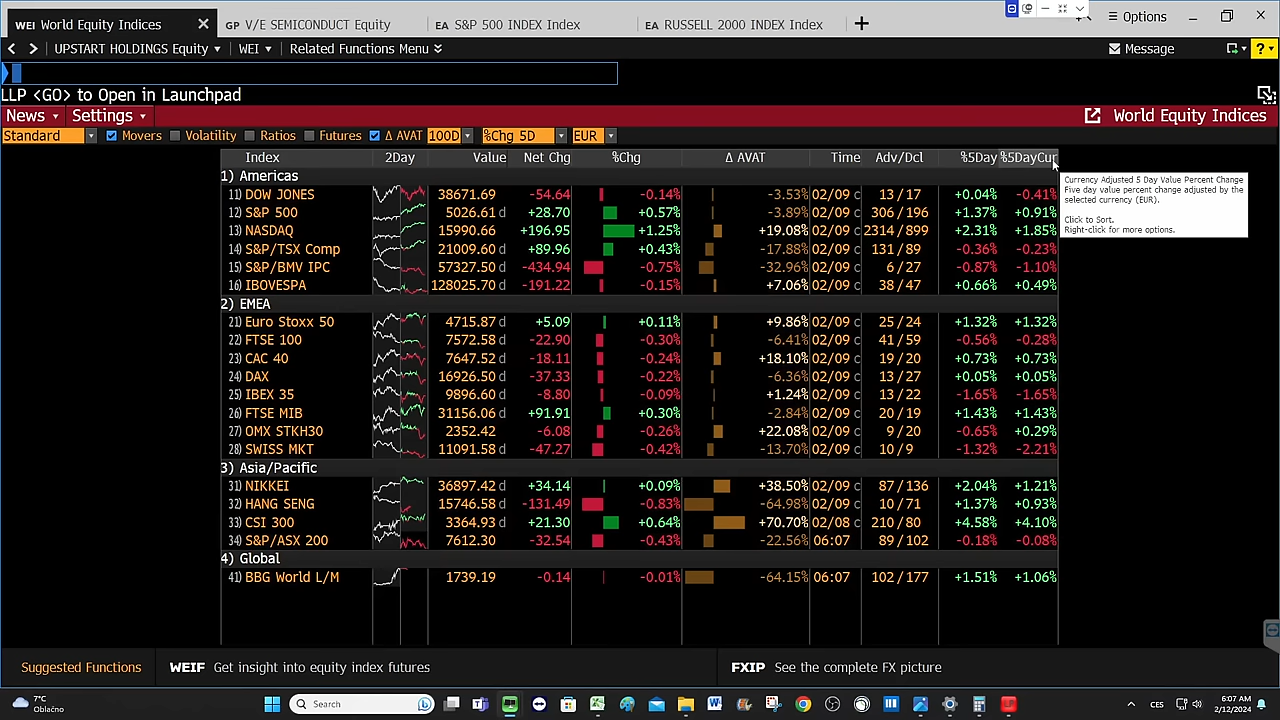 WEI World Equity Indices GP V/E SEMICONDUCT Equity EA S&P 500 INDEX Index EA RUSSELL 2000 INDEX Index Options
UPSTART HOLDINGS Equity WEI Related Functions Menu Message ?
LLP <GO> to Open in Launchpad
News Settings World Equity Indices
Standard Movers Volatility Ratios Futures Δ AVAT 100D %Chg 5D EUR
Index 2Day Value Net Chg %Chg Δ AVAT Time Adv/Dcl %5Day %5DayCur
1) Americas
11) DOW JONES 38671.69 -54.64 -0.14% -3.53% 02/09 c 13 / 17 +0.04% -0.41%
12) S&P 500 5026.61 d +28.70 +0.57% -3.89% 02/09 c 306 / 196 +1.37% +0.91%
13) NASDAQ 15990.66 +196.95 +1.25% +19.08% 02/09 c 2314 / 899 +2.31% +1.85%
14) S&P/TSX Comp 21009.60 d +89.96 +0.43% -17.88% 02/09 c 131 / 89 -0.36% -0.23%
15) S&P/BMV IPC 57327.50 d -434.94 -0.75% -32.96% 02/09 c 6 / 27 -0.87% -1.10%
16) IBOVESPA 128025.70 d -191.22 -0.15% +7.06% 02/09 c 38 / 47 +0.66% +0.49%
2) EMEA
21) Euro Stoxx 50 4715.87 d +5.09 +0.11% +9.86% 02/09 c 25 / 24 +1.32% +1.32%
22) FTSE 100 7572.58 d -22.90 -0.30% -6.41% 02/09 c 41 / 59 -0.56% -0.28%
23) CAC 40 7647.52 d -18.11 -0.24% +18.10% 02/09 c 19 / 20 +0.73% +0.73%
24) DAX 16926.50 d -37.33 -0.22% -6.36% 02/09 c 13 / 27 +0.05% +0.05%
25) IBEX 35 9896.60 d -8.80 -0.09% +1.24% 02/09 c 13 / 22 -1.65% -1.65%
26) FTSE MIB 31156.06 d +91.91 +0.30% -2.84% 02/09 c 20 / 19 +1.43% +1.43%
27) OMX STKH30 2352.42 -6.08 -0.26% +22.08% 02/09 c 9 / 20 -0.65% +0.29%
28) SWISS MKT 11091.58 d -47.27 -0.42% -13.70% 02/09 c 10 / 9 -1.32% -2.21%
3) Asia/Pacific
31) NIKKEI 36897.42 d +34.14 +0.09% +38.50% 02/09 c 87 / 136 +2.04% +1.21%
32) HANG SENG 15746.58 d -131.49 -0.83% -64.98% 02/09 c 10 / 71 +1.37% +0.93%
33) CSI 300 3364.93 d +21.30 +0.64% +70.70% 02/08 c 210 / 80 +4.58% +4.10%
34) S&P/ASX 200 7612.30 -32.54 -0.43% -22.56% 06:07 89 / 102 -0.18% -0.08%
4) Global
41) BBG World L/M 1739.19 -0.14 -0.01% -64.15% 06:07 102 / 177 +1.51% +1.06%
Currency Adjusted 5 Day Value Percent Change
Five day value percent change adjusted by the
selected currency (EUR).
Click to Sort.
Right-click for more options.
Suggested Functions WEIF Get insight into equity index futures FXIP See the complete FX picture
7°C
Oblačno
Search
CES
6:07 AM
2/12/2024